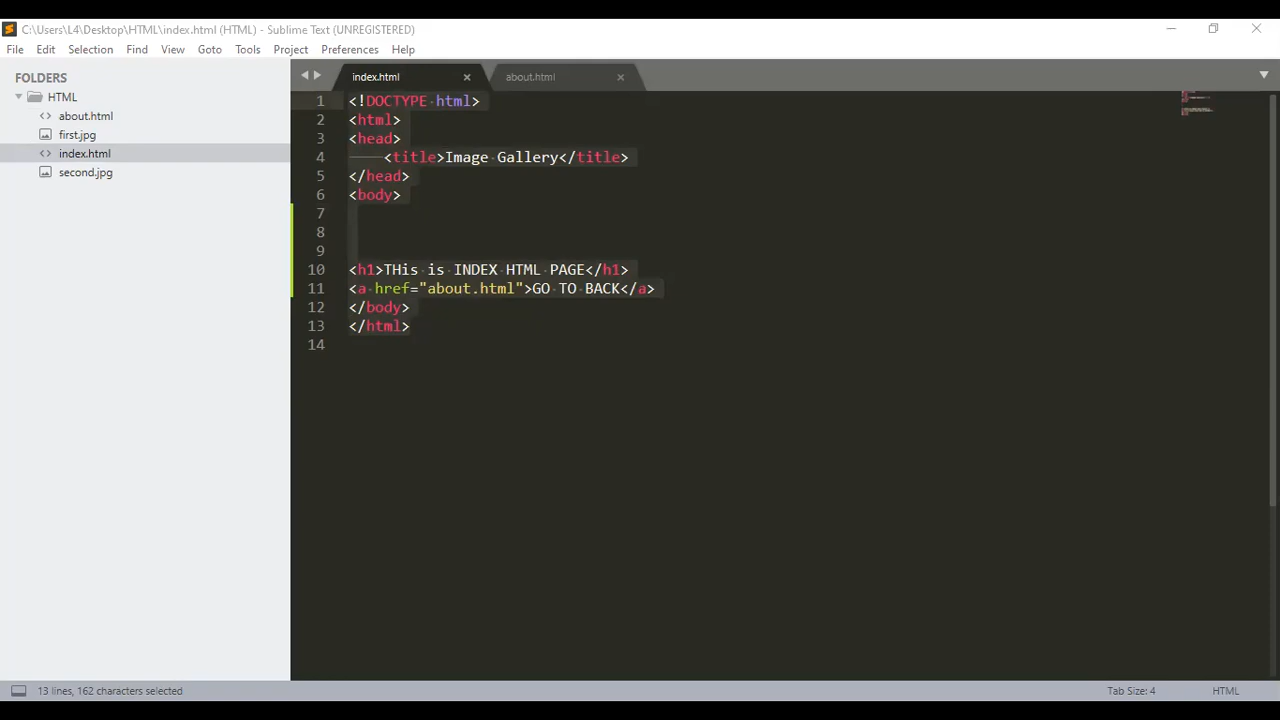 C:\Users\L4\Desktop\HTML\index.html (HTML) - Sublime Text (UNREGISTERED)
File Edit Selection Find View Goto Tools Project Preferences Help
FOLDERS
HTML
about.html
first.jpg
index.html
second.jpg
index.html about.html
1 <!DOCTYPE html>
2 <html>
3 <head>
4 <title>Image Gallery</title>
5 </head>
6 <body>
7
8
9
10 <h1>THis is INDEX HTML PAGE</h1>
11 <a href="about.html">GO TO BACK</a>
12 </body>
13 </html>
14
13 lines, 162 characters selected Tab Size: 4 HTML